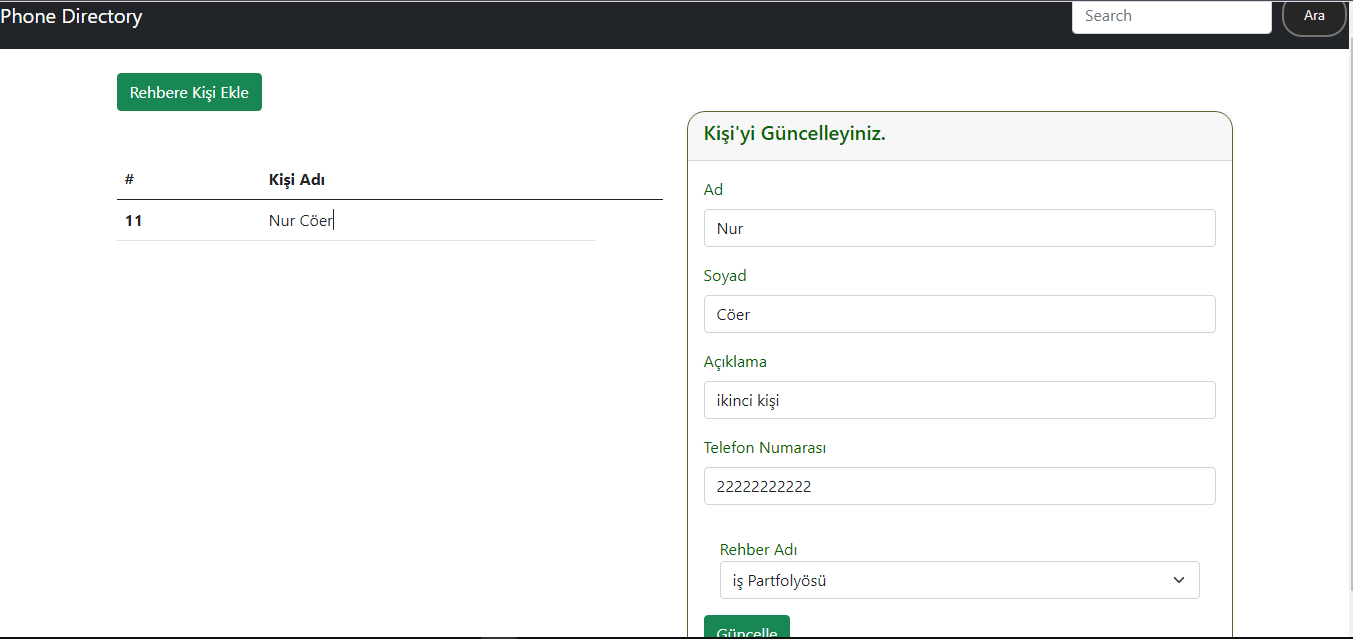 Phone Directory
Search
Ara
Rehbere Kişi Ekle
# Kişi Adı
11 Nur Cöer
Kişi'yi Güncelleyiniz.
Ad
Nur
Soyad
Cöer
Açıklama
ikinci kişi
Telefon Numarası
22222222222
Rehber Adı
iş Partfolyösü
Güncelle